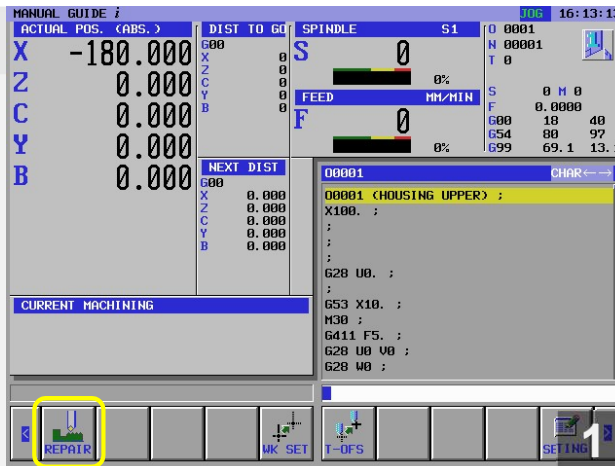 MANUAL GUIDE i
JOG 16:13:1
ACTUAL POS. (ABS.)
X -180.000
Z 0.000
C 0.000
Y 0.000
B 0.000
DIST TO GO
G00
X 0
Z 0
C 0
Y 0
B 0
NEXT DIST
G00
X 0.000
Z 0.000
C 0.000
Y 0.000
B 0.000
SPINDLE S1
S 0
0%
FEED MM/MIN
F 0
0%
O 0001
N 00001
T 0
S 0 M 0
F 0.0000
G00 18 40
G54 80 97
G99 69.1 13.
CURRENT MACHINING
O0001 CHAR←→
O0001 (HOUSING UPPER) ;
X100. ;
;
;
;
G28 U0. ;
;
G53 X10. ;
M30 ;
G411 F5. ;
G28 U0 V0 ;
G28 W0 ;
REPAIR
WK SET
T-OFS
SETING
1